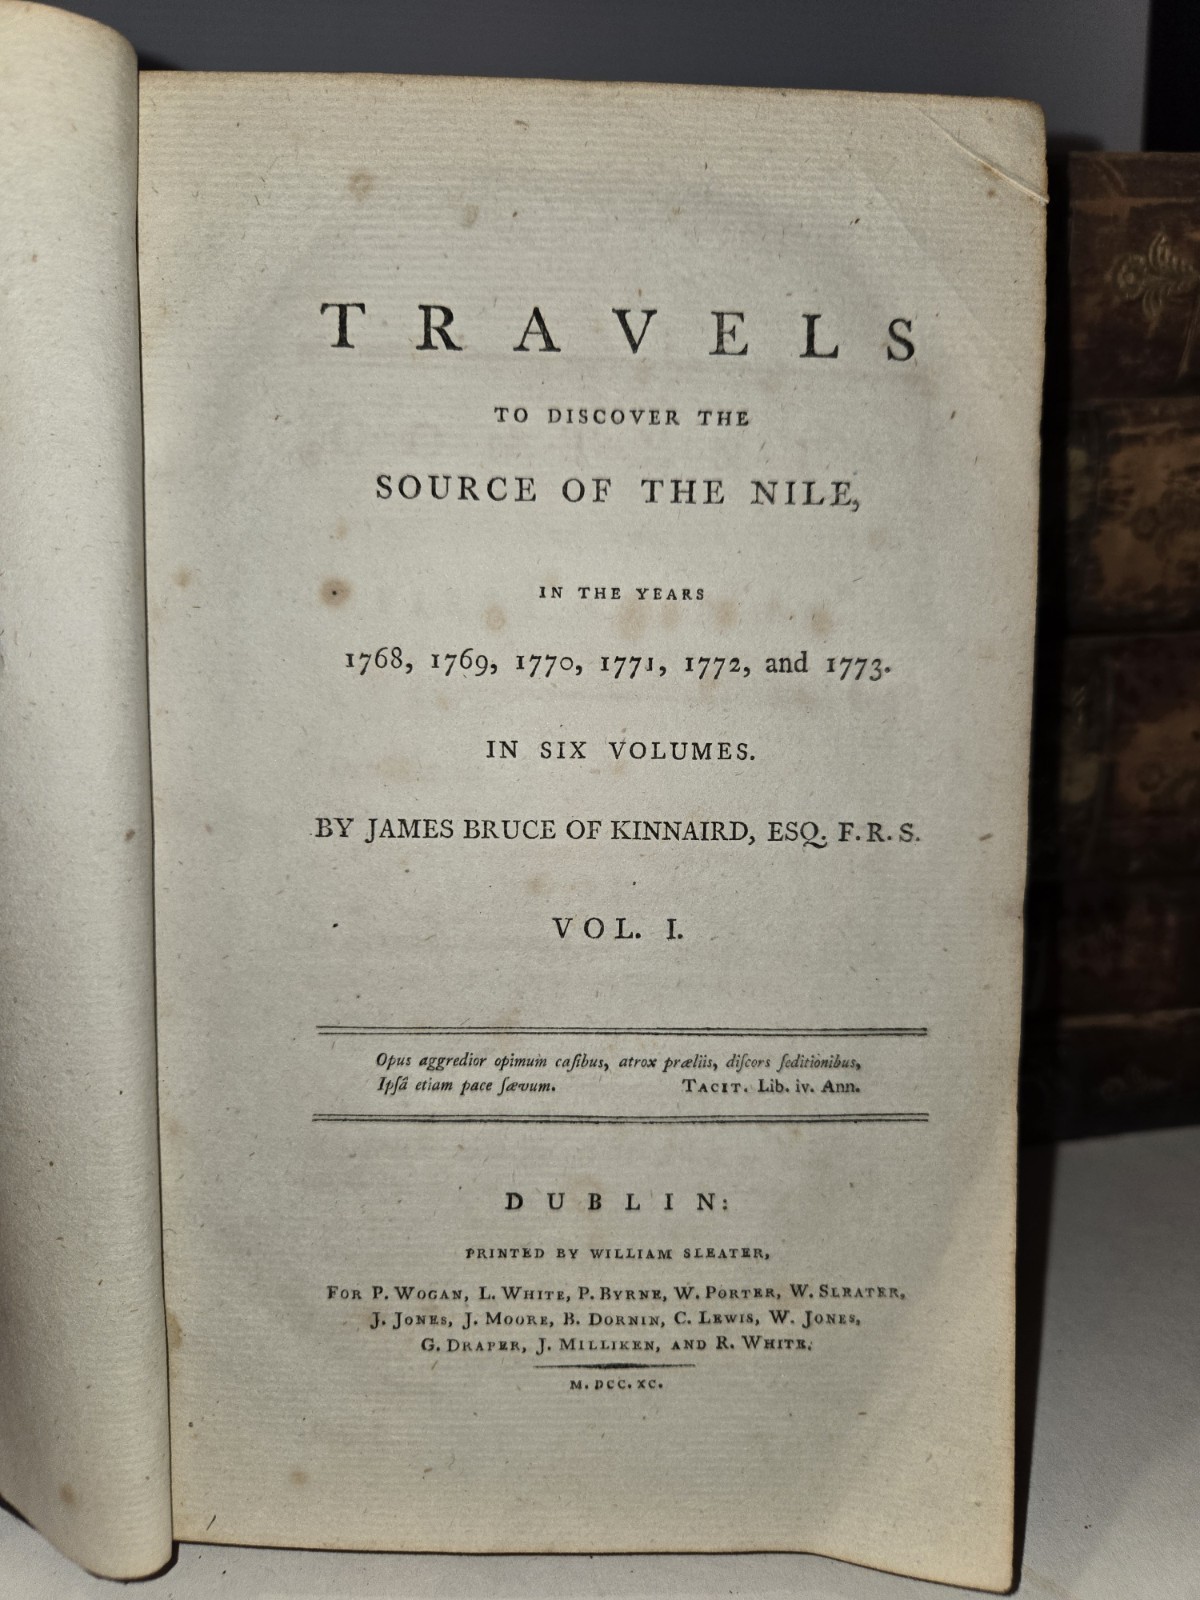 TRAVELS
TO DISCOVER THE
SOURCE OF THE NILE,
IN THE YEARS
1768, 1769, 1770, 1771, 1772, and 1773.
IN SIX VOLUMES.
BY JAMES BRUCE OF KINNAIRD, ESQ. F.R.S.
VOL. I.
Opus aggredior opimum caſibus, atrox præliis, diſcors ſeditionibus,
Ipſâ etiam pace ſævum. TACIT. Lib. iv. Ann.
DUBLIN:
PRINTED BY WILLIAM SLEATER,
FOR P. WOGAN, L. WHITE, P. BYRNE, W. PORTER, W. SLEATER,
J. JONES, J. MOORE, B. DORNIN, C. LEWIS, W. JONES,
G. DRAPER, J. MILLIKEN, AND R. WHITE.
M.DCC.XC.